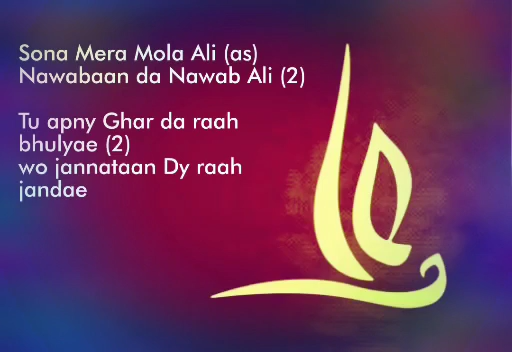 Sona Mera Mola Ali (as)
Nawabaan da Nawab Ali (2)
Tu apny Ghar da raah
bhulyae (2)
wo jannataan Dy raah
jandae
علی